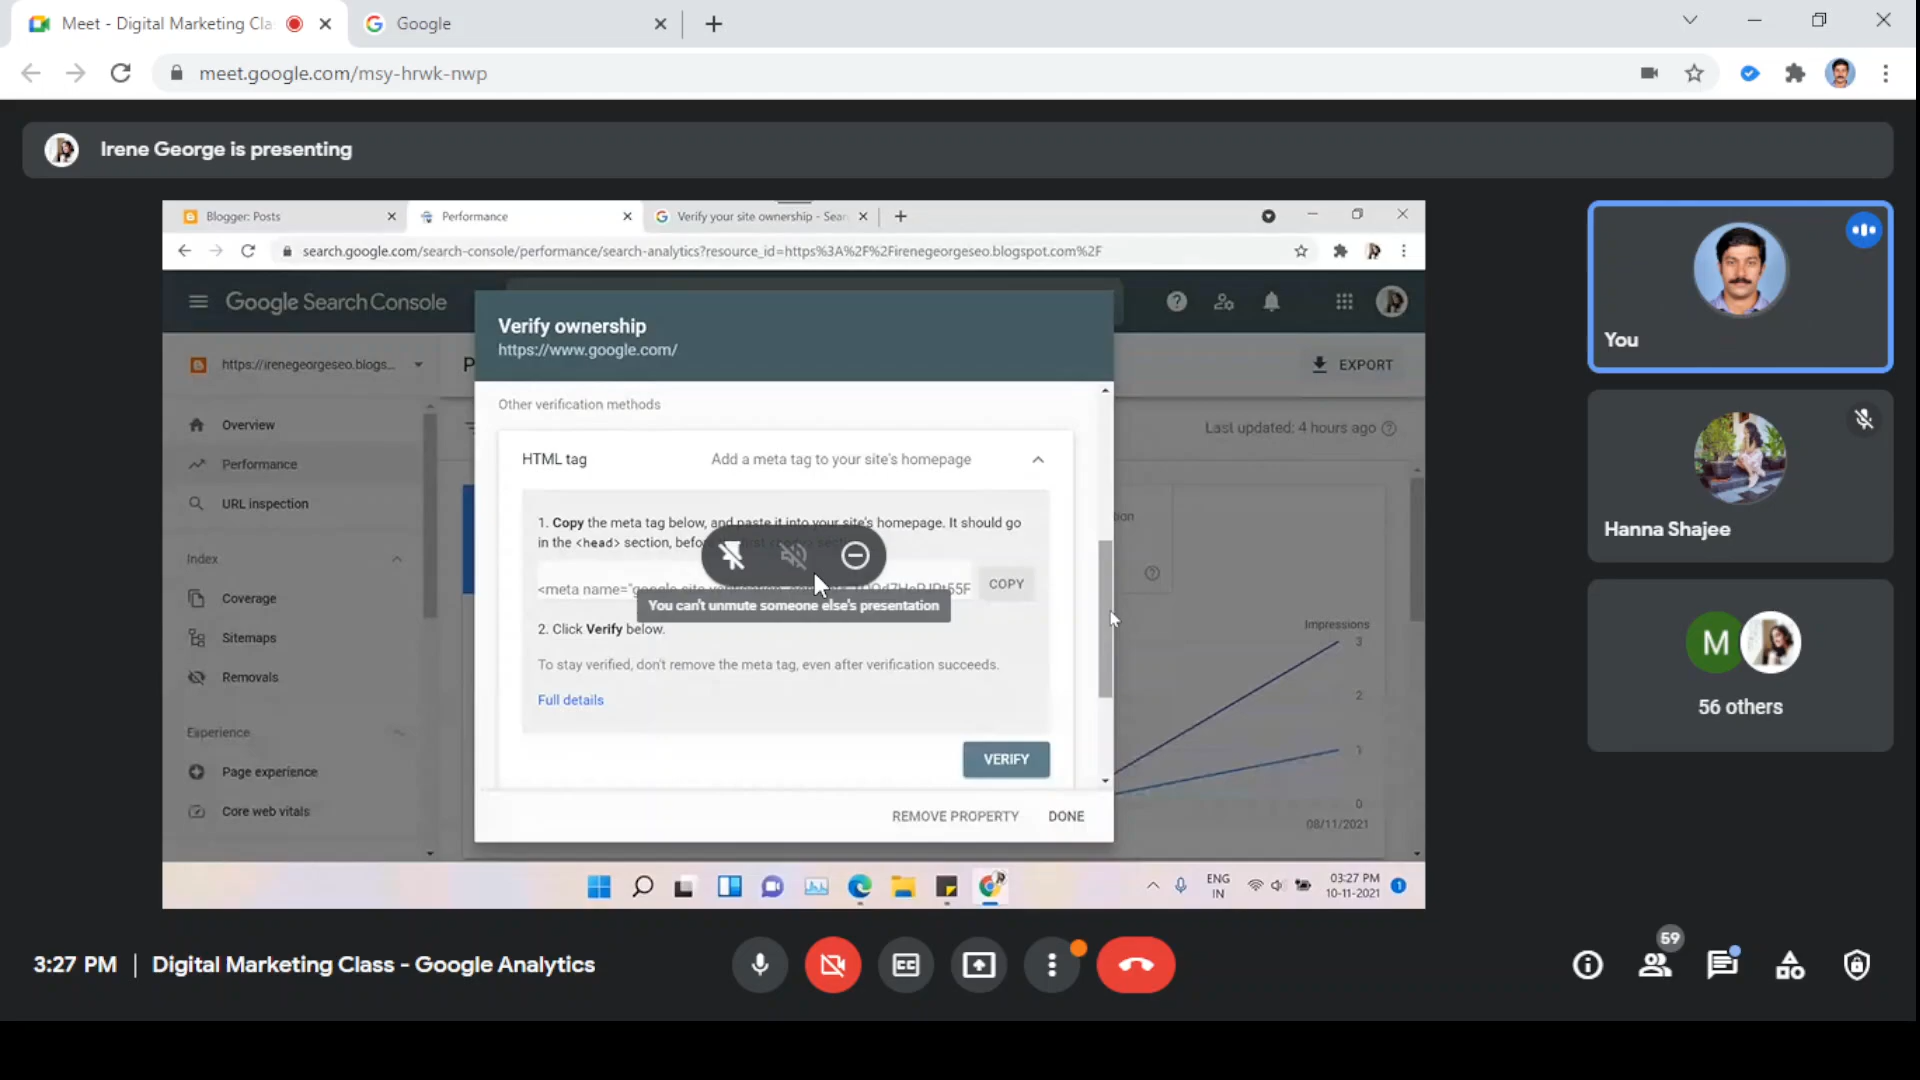 Meet - Digital Marketing Cla
Google
meet.google.com/msy-hrwk-nwp
Irene George is presenting
Blogger: Posts
Performance
Verify your site ownership - Sear
search.google.com/search-console/performance/search-analytics?resource_id=https%3A%2F%2Firenegeorgeseo.blogspot.com%2F
Google Search Console
https://irenegeorgeseo.blogs...
P
EXPORT
Overview
Performance
URL inspection
Index
Coverage
Sitemaps
Removals
Experience
Page experience
Core web vitals
Last updated: 4 hours ago
Verify ownership
https://www.google.com/
Other verification methods
HTML tag
Add a meta tag to your site's homepage
1. Copy the meta tag below, and paste it into your site's homepage. It should go
in the <head> section, before
<meta name="google-site-verification
COPY
You can't unmute someone else's presentation
2. Click Verify below.
To stay verified, don't remove the meta tag, even after verification succeeds.
Full details
VERIFY
REMOVE PROPERTY
DONE
tion
Impressions
3
2
1
0
08/11/2021
ENG
IN
03:27 PM
10-11-2021
1
You
Hanna Shajee
M
56 others
3:27 PM | Digital Marketing Class - Google Analytics
CC
59